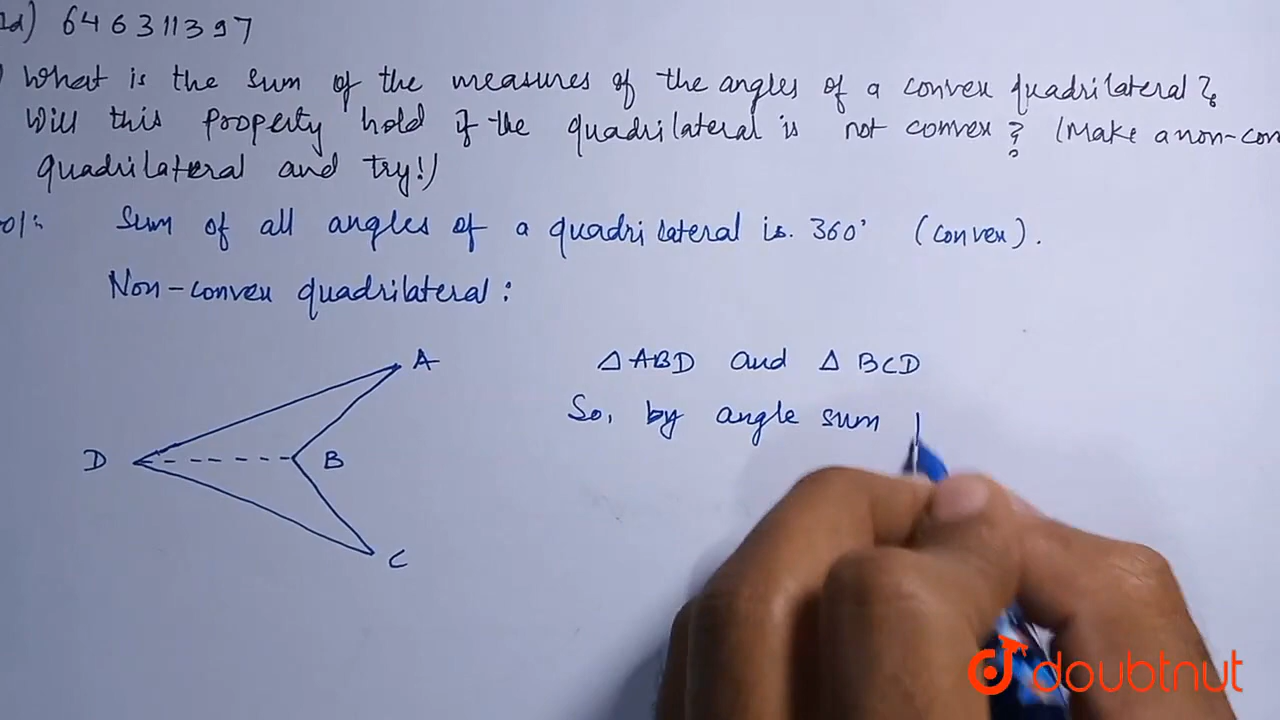 Id) 646311397
What is the sum of the measures of the angles of a convex quadrilateral?
Will this property hold if the quadrilateral is not convex? (Make a non-con
quadrilateral and try!)
Sol: Sum of all angles of a quadrilateral is 360° (convex).
Non-convex quadrilateral:
A
△ ABD and △ BCD
So, by angle sum
D
B
C
doubtnut